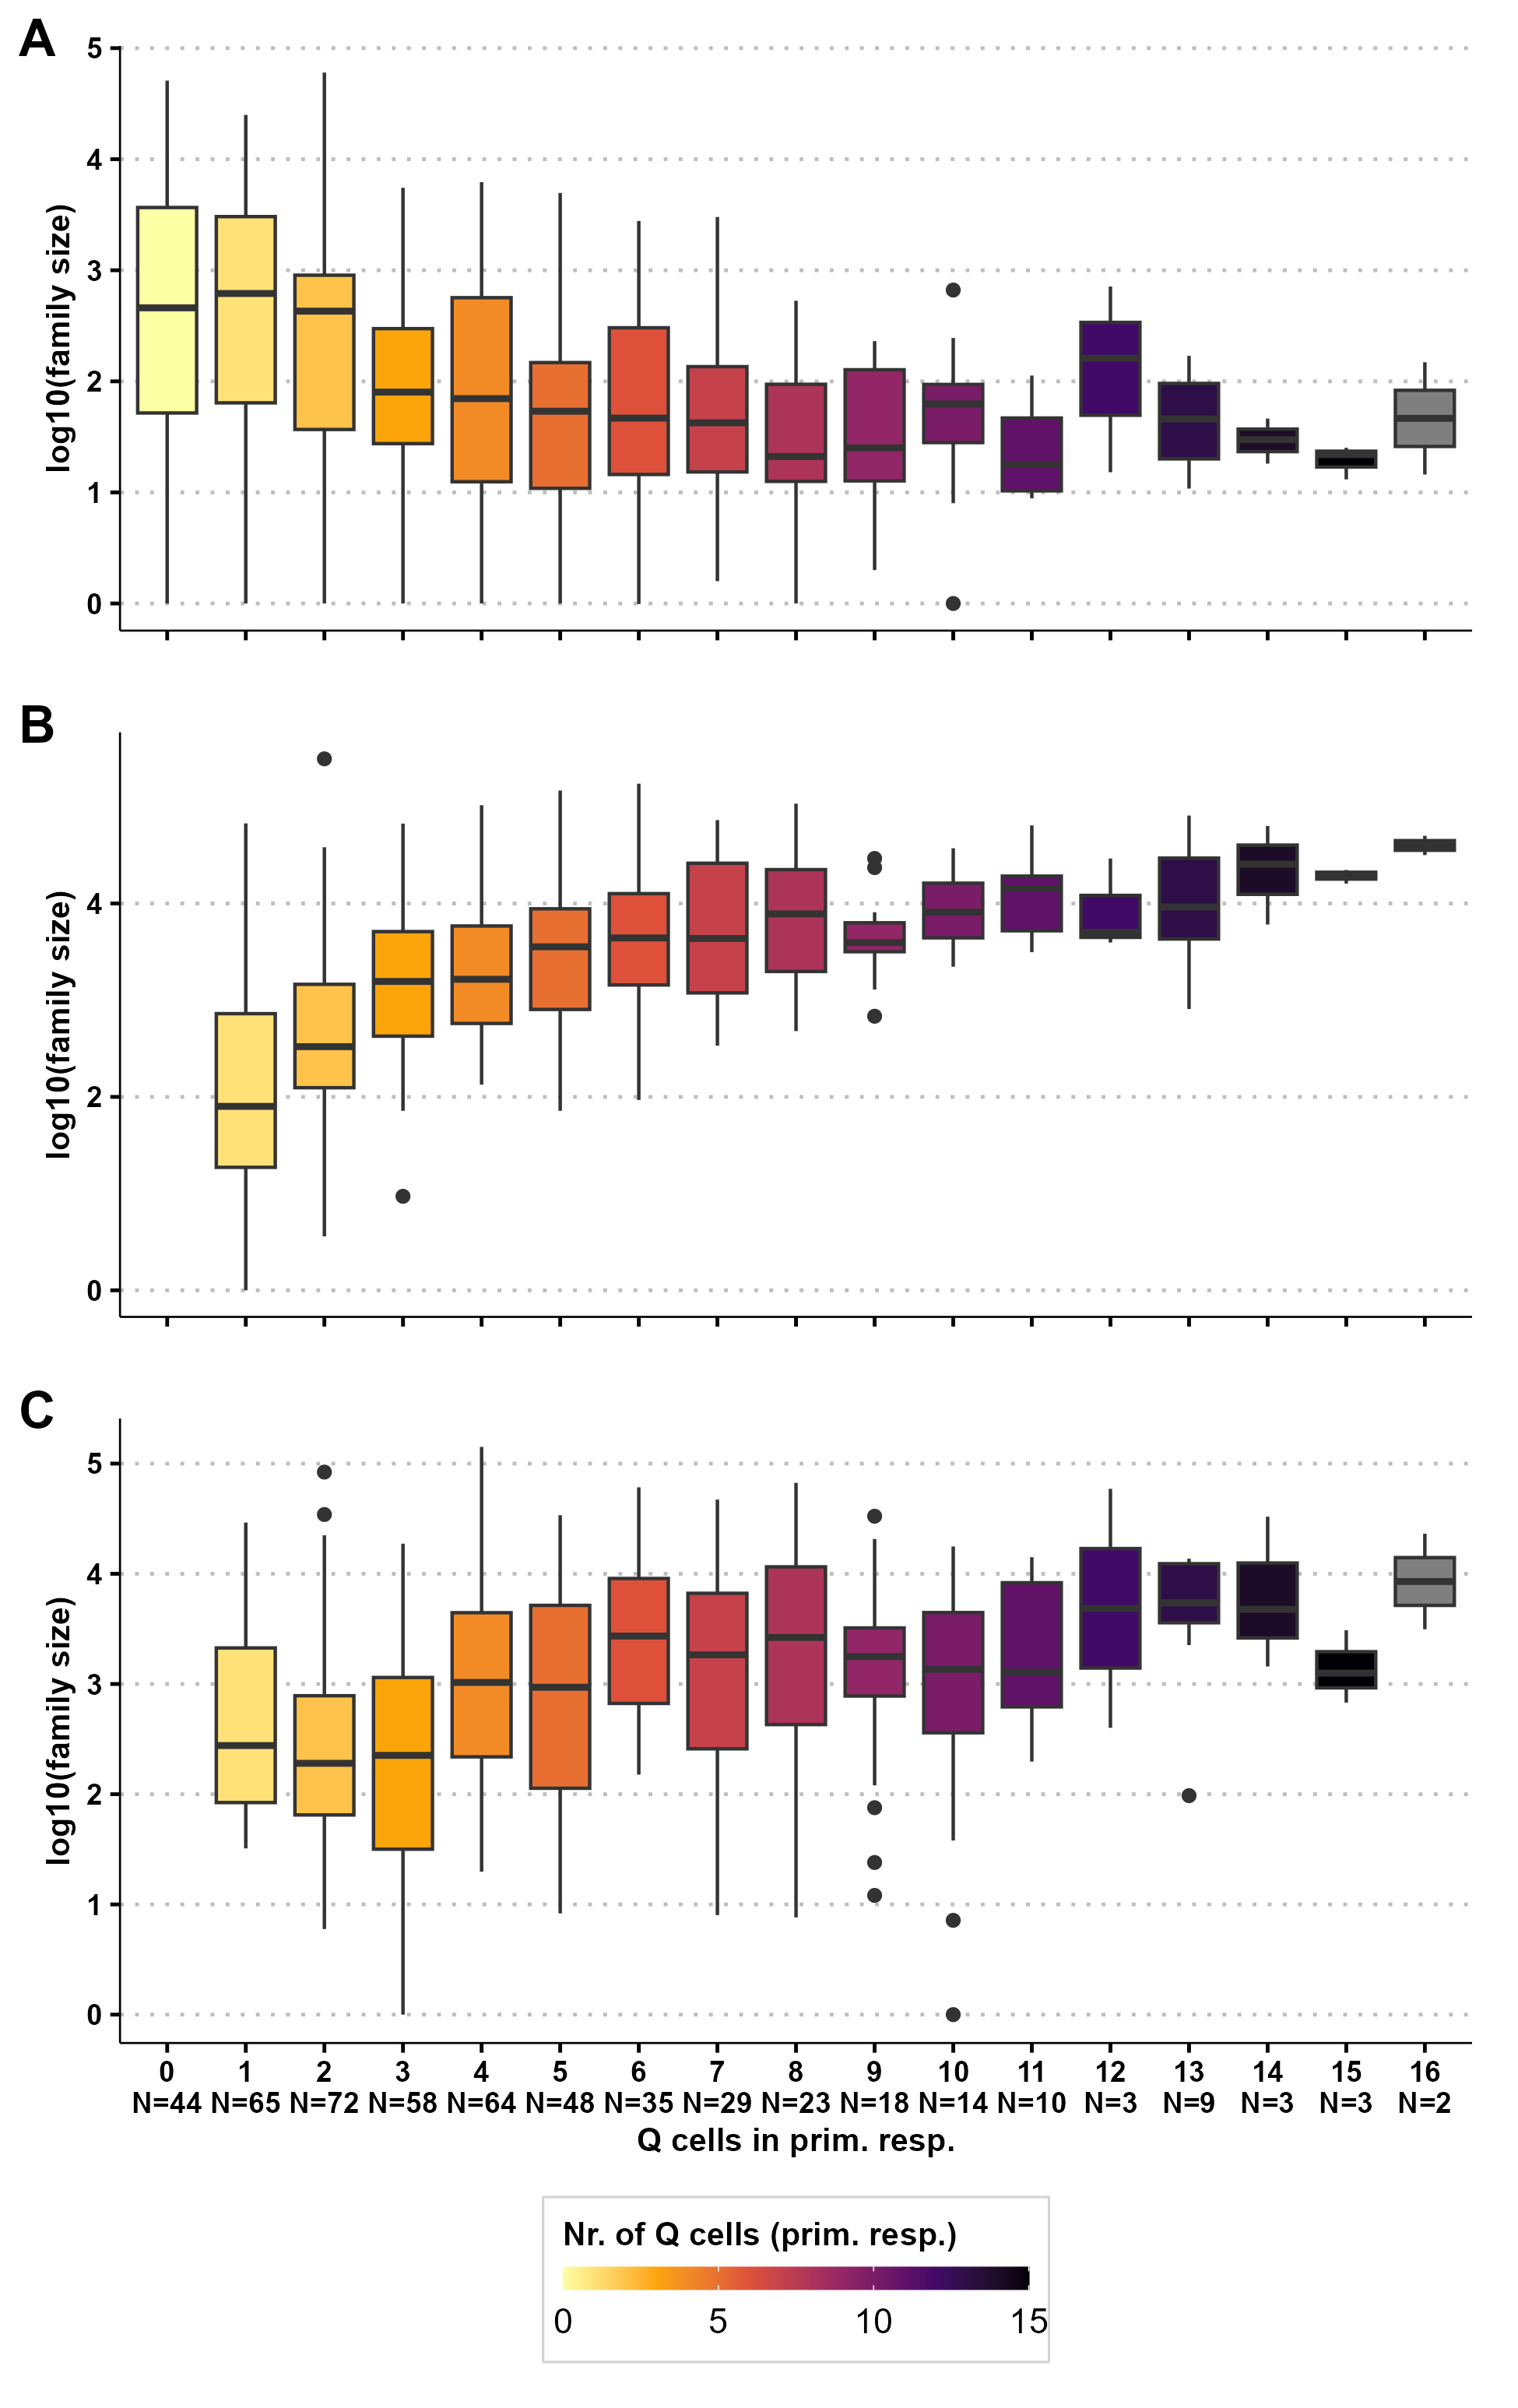 A
5
4
3
2
1
0
log10(family size)
B
4
2
0
log10(family size)
C
5
4
3
2
1
0
log10(family size)
0 1 2 3 4 5 6 7 8 9 10 11 12 13 14 15 16
N=44 N=65 N=72 N=58 N=64 N=48 N=35 N=29 N=23 N=18 N=14 N=10 N=3 N=9 N=3 N=3 N=2
Q cells in prim. resp.
Nr. of Q cells (prim. resp.)
0 5 10 15